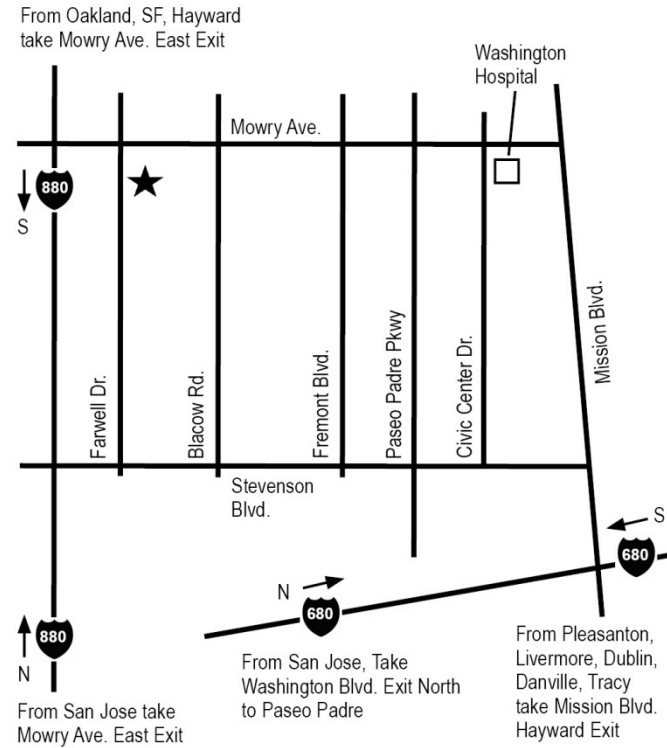 From Oakland, SF, Hayward
take Mowry Ave. East Exit
Washington
Hospital
Mowry Ave.
880
S
Farwell Dr.
Blacow Rd.
Fremont Blvd.
Paseo Padre Pkwy
Civic Center Dr.
Mission Blvd.
Stevenson
Blvd.
S
680
N
680
N
880
From San Jose take
Mowry Ave. East Exit
From San Jose, Take
Washington Blvd. Exit North
to Paseo Padre
From Pleasanton,
Livermore, Dublin,
Danville, Tracy
take Mission Blvd.
Hayward Exit